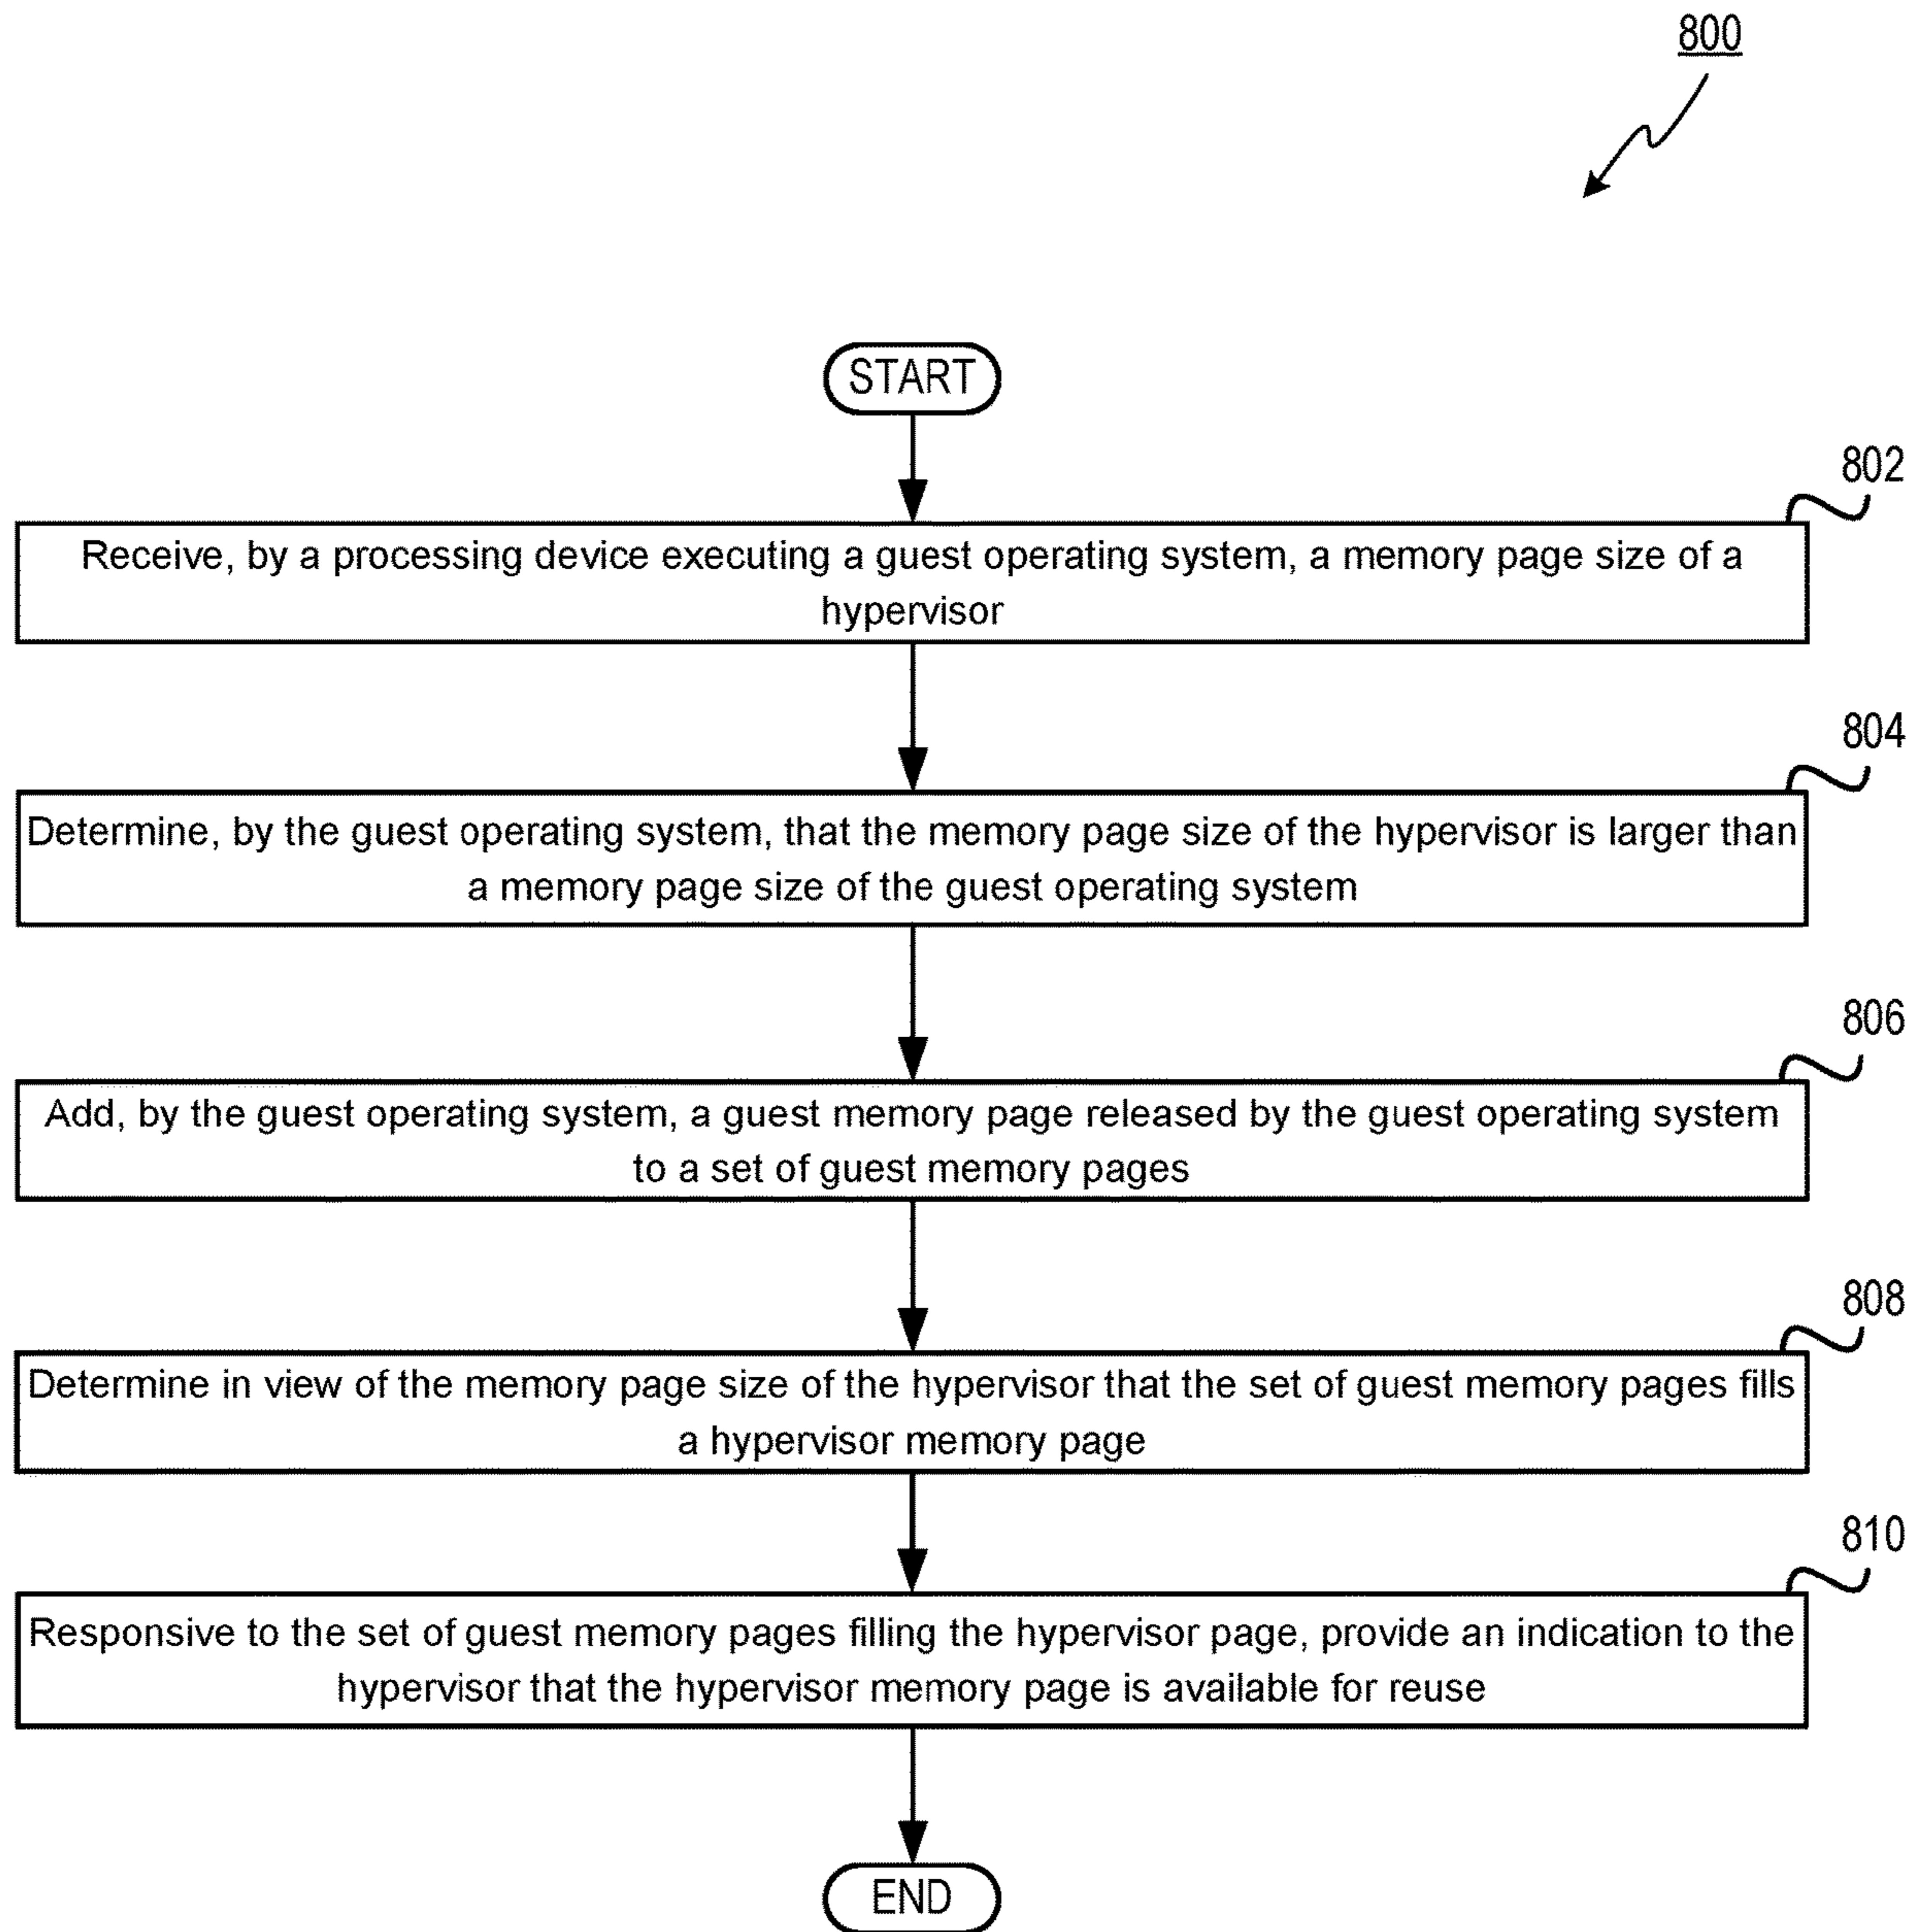 800
START
802
Receive, by a processing device executing a guest operating system, a memory page size of a
hypervisor
804
Determine, by the guest operating system, that the memory page size of the hypervisor is larger than
a memory page size of the guest operating system
806
Add, by the guest operating system, a guest memory page released by the guest operating system
to a set of guest memory pages
808
Determine in view of the memory page size of the hypervisor that the set of guest memory pages fills
a hypervisor memory page
810
Responsive to the set of guest memory pages filling the hypervisor page, provide an indication to the
hypervisor that the hypervisor memory page is available for reuse
END